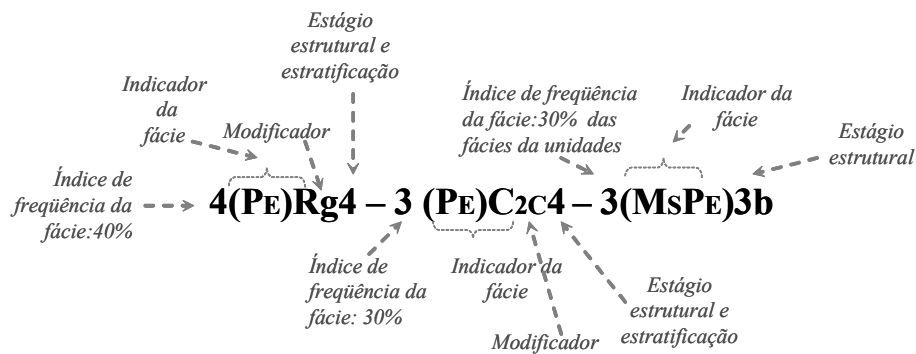 Estágio
estrutural e
estratificação
Indicador
da
fácie
Modificador
Índice de freqüência
da fácie:30% das
fácies da unidades
Indicador da
fácie
Estágio
estrutural
Índice de
freqüência da
fácie:40%
4(PE)Rg4 – 3 (PE)C2C4 – 3(MSPE)3b
Índice de
freqüência da
fácie: 30%
Indicador da
fácie
Modificador
Estágio
estrutural e
estratificação